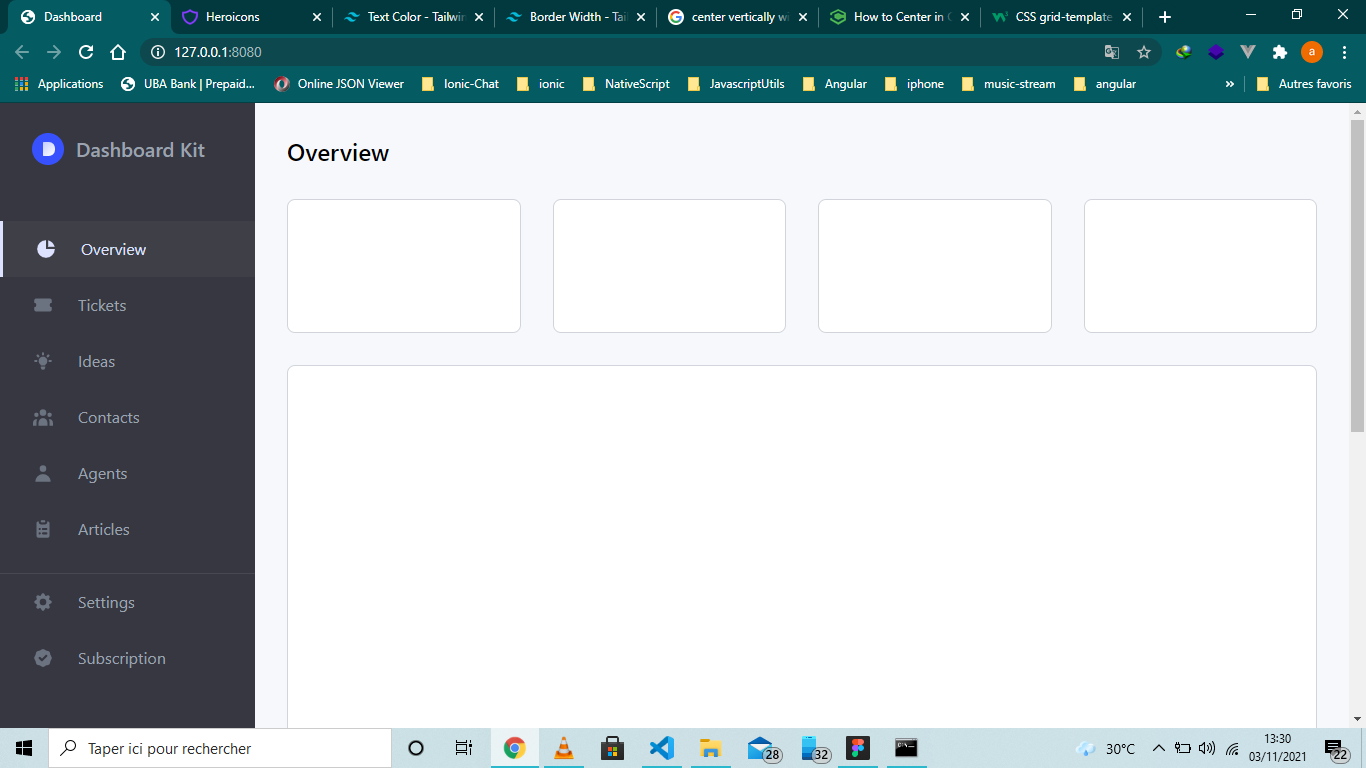 Dashboard
Heroicons
Text Color - Tailwin
Border Width - Tail
center vertically wi
How to Center in C
CSS grid-template
127.0.0.1:8080
a
Applications
UBA Bank | Prepaid...
Online JSON Viewer
Ionic-Chat
ionic
NativeScript
JavascriptUtils
Angular
iphone
music-stream
angular
»
Autres favoris
Dashboard Kit
Overview
Tickets
Ideas
Contacts
Agents
Articles
Settings
Subscription
Overview
Taper ici pour rechercher
28
32
30°C
13:30
03/11/2021
22